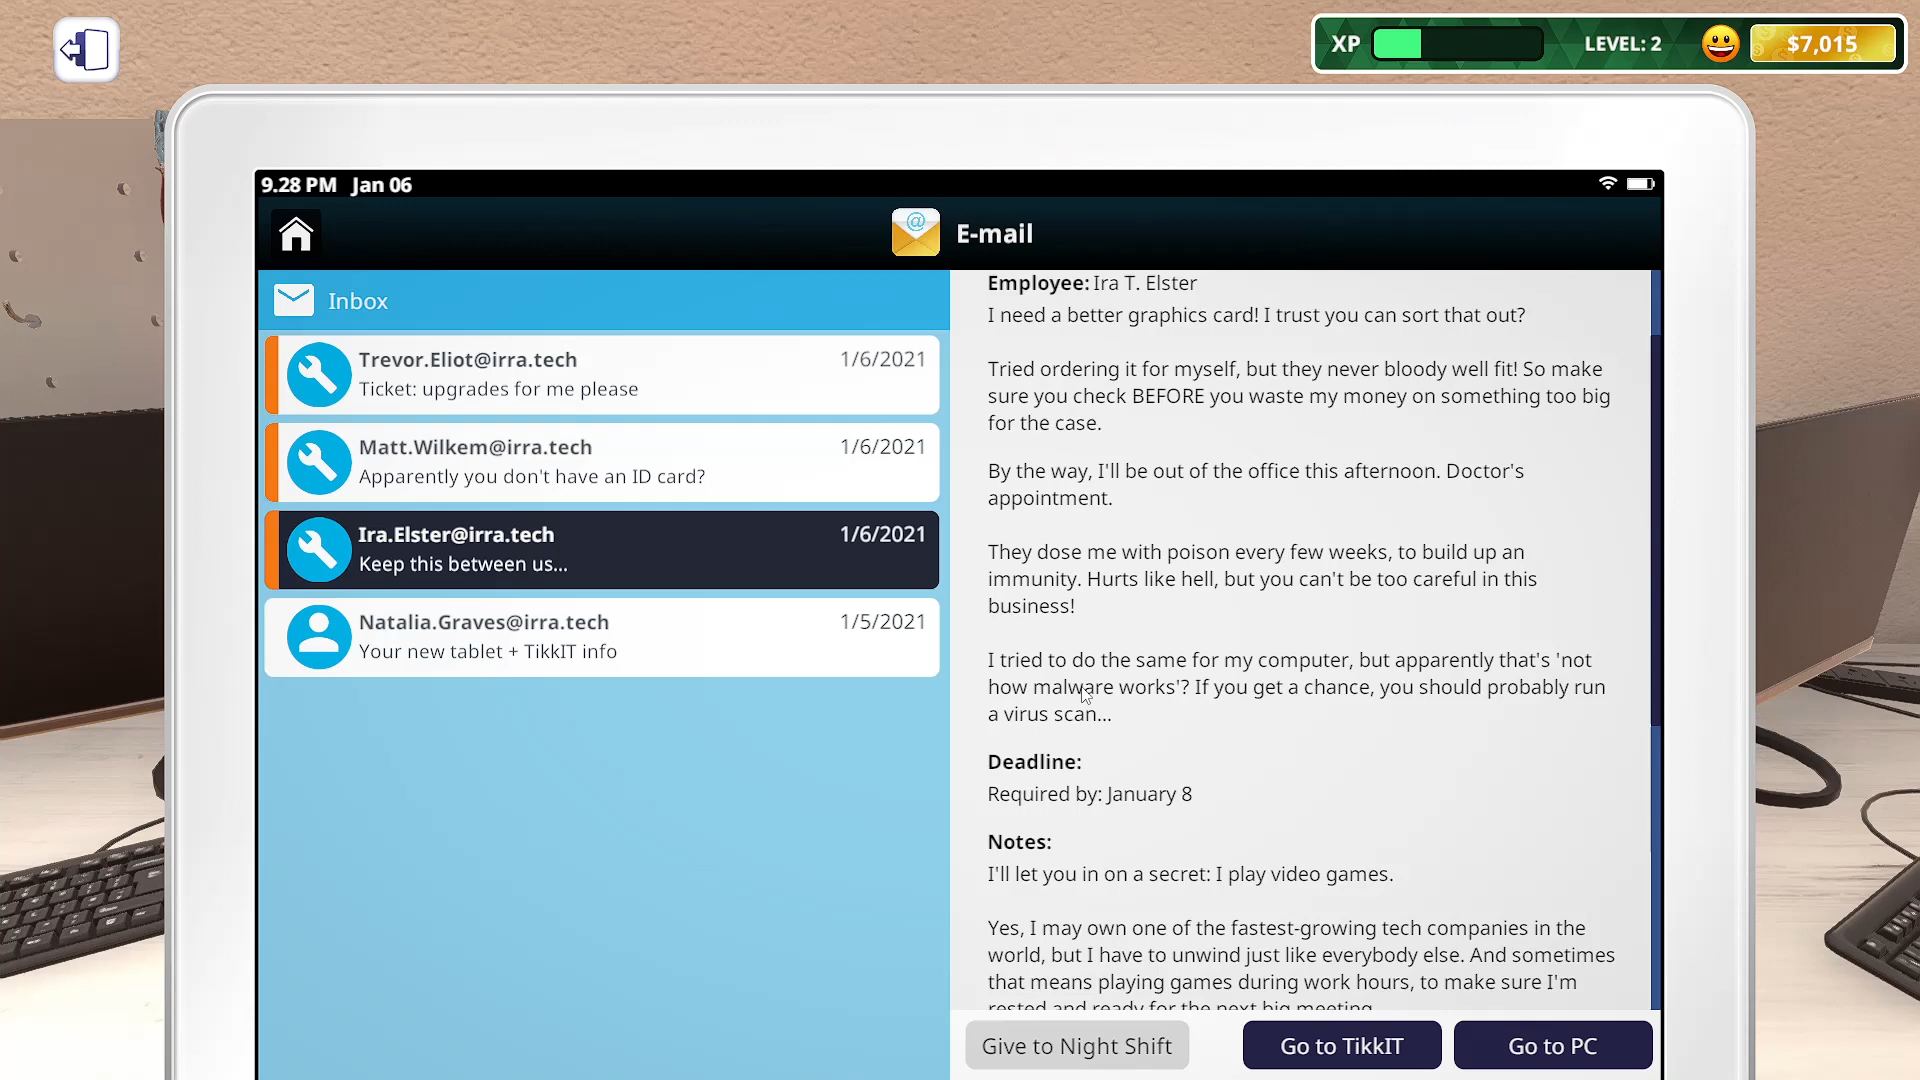 XP
LEVEL: 2
$7,015
9.28 PM Jan 06
E-mail
Inbox
Trevor.Eliot@irra.tech 1/6/2021
Ticket: upgrades for me please
Matt.Wilkem@irra.tech 1/6/2021
Apparently you don't have an ID card?
Ira.Elster@irra.tech 1/6/2021
Keep this between us...
Natalia.Graves@irra.tech 1/5/2021
Your new tablet + TikkIT info
Employee: Ira T. Elster
I need a better graphics card! I trust you can sort that out?
Tried ordering it for myself, but they never bloody well fit! So make
sure you check BEFORE you waste my money on something too big
for the case.
By the way, I'll be out of the office this afternoon. Doctor's
appointment.
They dose me with poison every few weeks, to build up an
immunity. Hurts like hell, but you can't be too careful in this
business!
I tried to do the same for my computer, but apparently that's 'not
how malware works'? If you get a chance, you should probably run
a virus scan...
Deadline:
Required by: January 8
Notes:
I'll let you in on a secret: I play video games.
Yes, I may own one of the fastest-growing tech companies in the
world, but I have to unwind just like everybody else. And sometimes
that means playing games during work hours, to make sure I'm
rested and ready for the next big meeting.
Give to Night Shift
Go to TikkIT
Go to PC